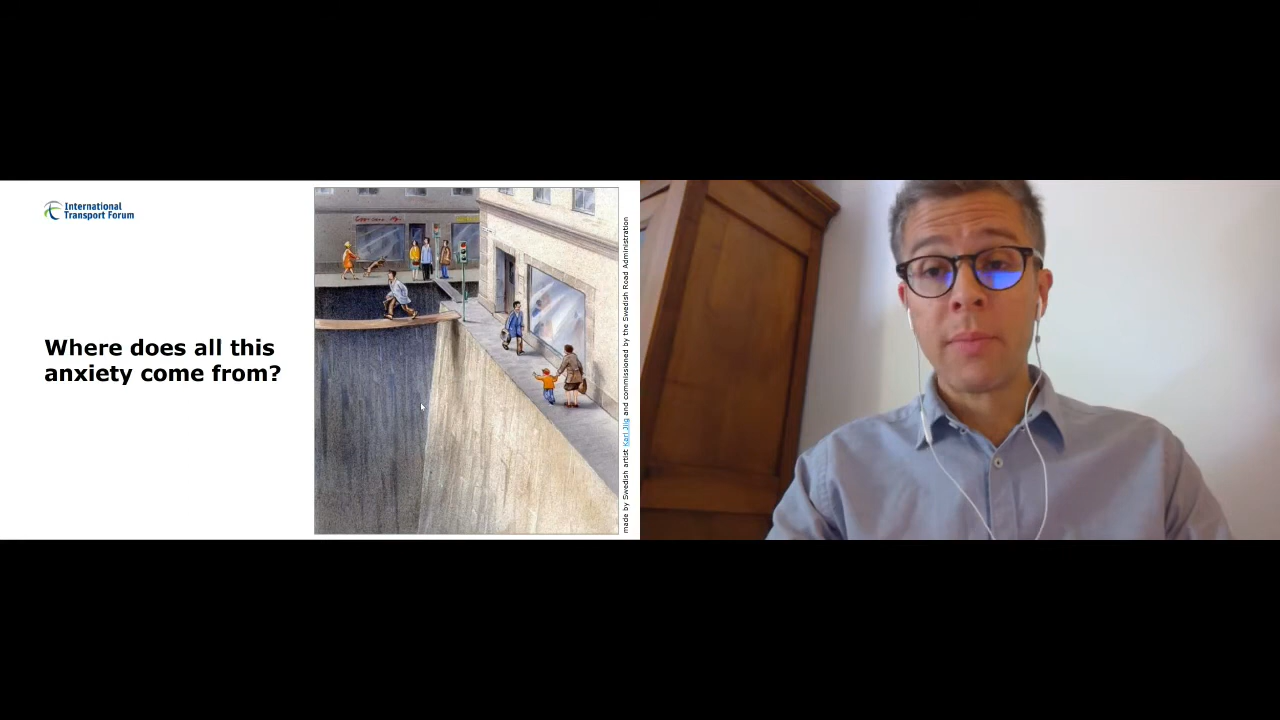 International
Transport Forum
Where does all this
anxiety come from?
made by Swedish artist Karl Jilg and commissioned by the Swedish Road Administration